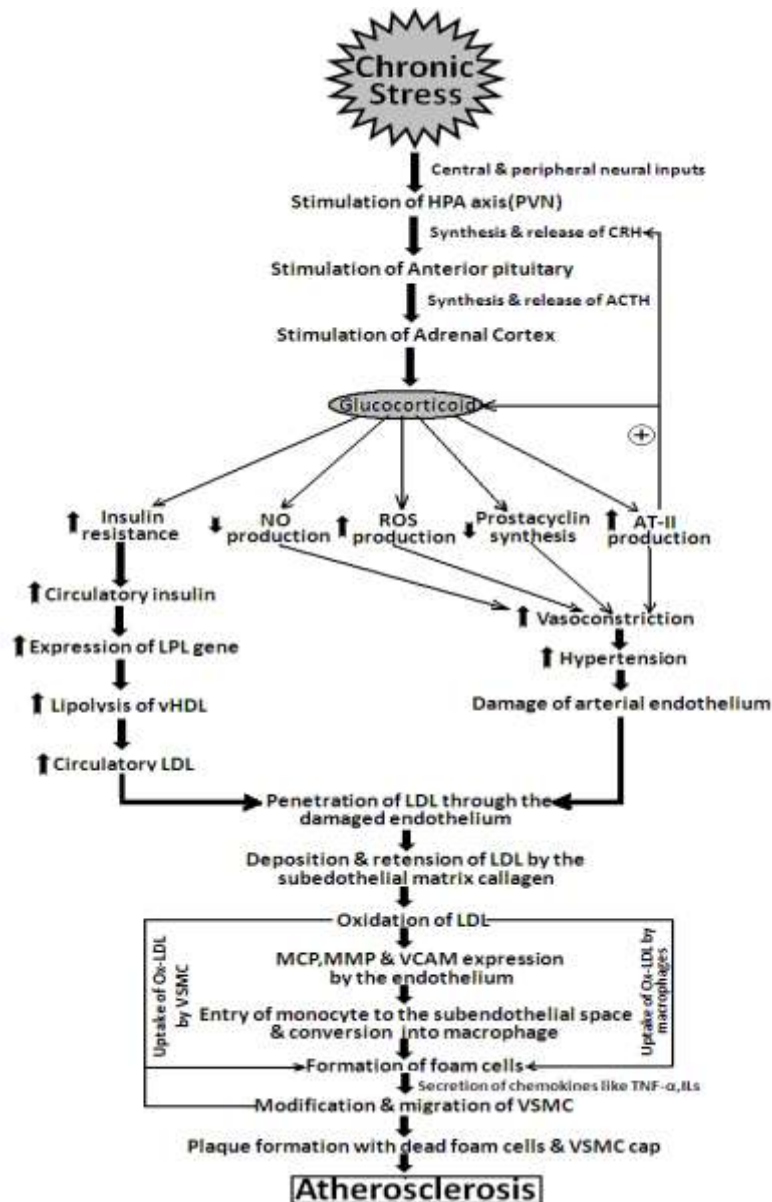 Chronic
Stress
Central & peripheral neural inputs
Stimulation of HPA axis(PVN)
Synthesis & release of CRH
Stimulation of Anterior pituitary
Synthesis & release of ACTH
Stimulation of Adrenal Cortex
Glucocorticoid
+
Insulin
resistance
NO
production
ROS
production
Prostacyclin
synthesis
AT-II
production
Circulatory insulin
Vasoconstriction
Expression of LPL gene
Hypertension
Lipolysis of vHDL
Damage of arterial endothelium
Circulatory LDL
Penetration of LDL through the
damaged endothelium
Deposition & retention of LDL by the
subedothelial matrix callagen
Oxidation of LDL
Uptake of Ox-LDL
by VSMC
MCP,MMP & VCAM expression
by the endothelium
Uptake of Ox-LDL by
macrophages
Entry of monocyte to the subendothelial space
& conversion into macrophage
Formation of foam cells
Secretion of chemokines like TNF-α,ILs
Modification & migration of VSMC
Plaque formation with dead foam cells & VSMC cap
Atherosclerosis